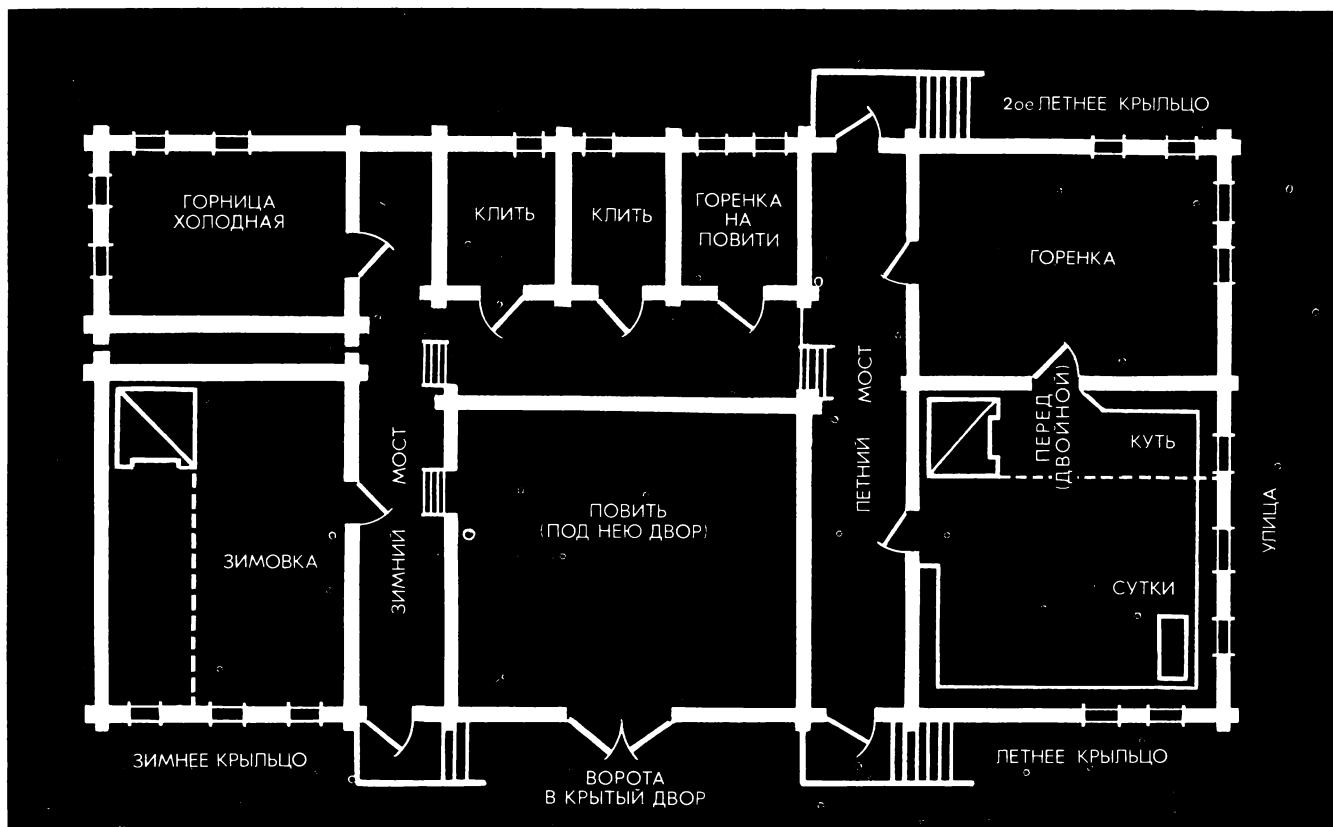 2ое ЛЕТНЕЕ КРЫЛЬЦО
ГОРНИЦА
ХОЛОДНАЯ
КЛИТЬ
КЛИТЬ
ГОРЕНКА
НА
ПОВИТИ
ГОРЕНКА
ЗИМНИЙ МОСТ
ЛЕТНИЙ МОСТ
ПЕРЕД
(ДВОЙНОЙ)
КУТЬ
ПОВИТЬ
(ПОД НЕЮ ДВОР)
УЛИЦА
ЗИМОВКА
СУТКИ
ЗИМНЕЕ КРЫЛЬЦО
ВОРОТА
В КРЫТЫЙ ДВОР
ЛЕТНЕЕ КРЫЛЬЦО